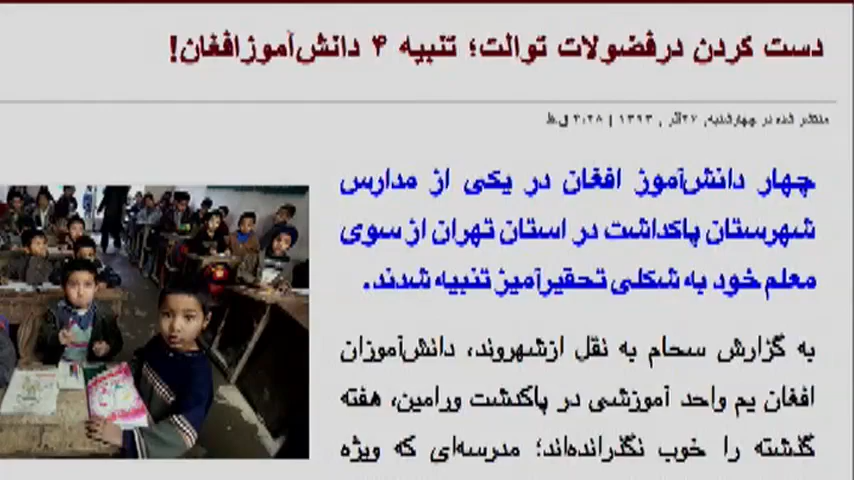 دست کردن درفضولات توالت؛ تنبیه ۴ دانش‌آموزافغان!
منتشر شده در چهارشنبه, ۲۷آذر , ۱۳۹۳ | ۳:۲۸ ق.ظ
چهار دانش‌آموز افغان در یکی از مدارس
شهرستان پاکداشت در استان تهران از سوی
معلم خود به شکلی تحقیرآمیز تنبیه شدند.
به گزارش سحام به نقل ازشهروند، دانش‌آموزان
افغان یم واحد آموزشی در پاکدشت ورامین، هفته
گذشته را خوب نگذرانده‌اند؛ مدرسه‌ای که ویژه